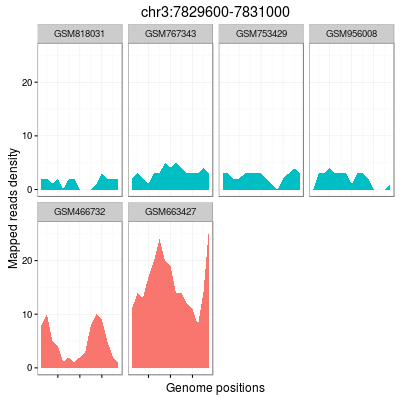 chr3:7829600-7831000
GSM818031 GSM767343 GSM753429 GSM956008
20
10
0
GSM466732 GSM663427
20
10
0
Mapped reads density
Genome positions